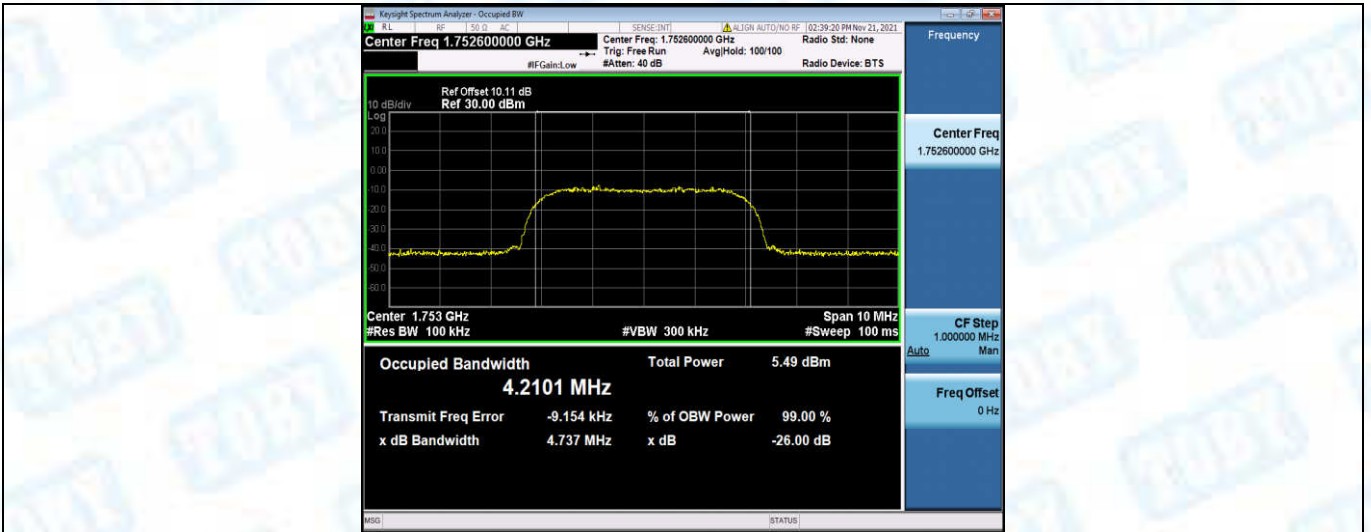 Keysight Spectrum Analyzer - Occupied BW
RL RF 50 Ω AC SENSE:INT ALIGN AUTO/NO RF 02:39:20 PM Nov 21, 2021
Center Freq 1.752600000 GHz
Center Freq: 1.752600000 GHz Radio Std: None
Trig: Free Run Avg|Hold: 100/100
#IFGain:Low #Atten: 40 dB Radio Device: BTS
Frequency
Ref Offset 10.11 dB
10 dB/div Ref 30.00 dBm
Log
20.0
10.0
0.00
-10.0
-20.0
-30.0
-40.0
-50.0
-60.0
Center 1.753 GHz Span 10 MHz
#Res BW 100 kHz #VBW 300 kHz #Sweep 100 ms
Center Freq
1.752600000 GHz
CF Step
1.000000 MHz
Auto Man
Freq Offset
0 Hz
Occupied Bandwidth Total Power 5.49 dBm
4.2101 MHz
Transmit Freq Error -9.154 kHz % of OBW Power 99.00 %
x dB Bandwidth 4.737 MHz x dB -26.00 dB
MSG STATUS